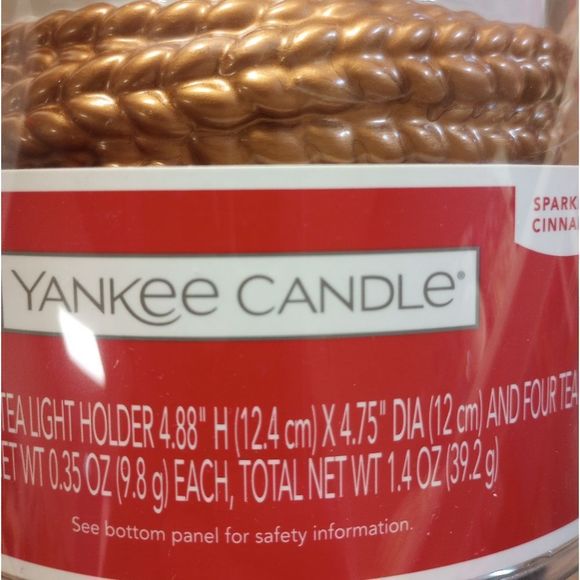 SPARK
CINNA
YANKEE CANDLE®
TEA LIGHT HOLDER 4.88" H (12.4 cm) X 4.75" DIA (12 cm) AND FOUR TEA
ET WT 0.35 OZ (9.8 g) EACH, TOTAL NET WT 1.4 OZ (39.2 g)
See bottom panel for safety information.